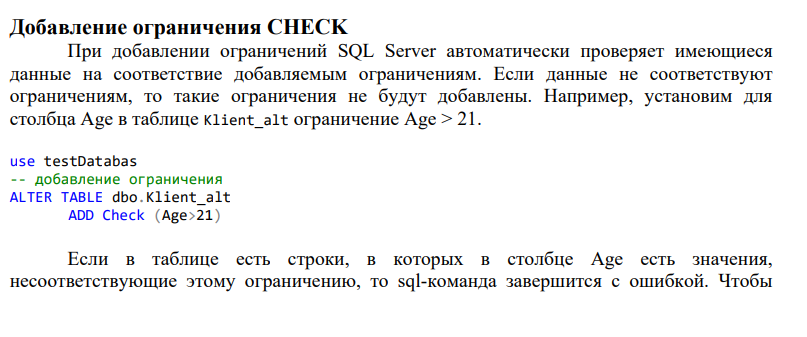 Добавление ограничения CHECK
При добавлении ограничений SQL Server автоматически проверяет имеющиеся
данные на соответствие добавляемым ограничениям. Если данные не соответствуют
ограничениям, то такие ограничения не будут добавлены. Например, установим для
столбца Age в таблице Klient_alt ограничение Age > 21.
use testDatabas
-- добавление ограничения
ALTER TABLE dbo.Klient_alt
ADD Check (Age>21)
Если в таблице есть строки, в которых в столбце Age есть значения,
несоответствующие этому ограничению, то sql-команда завершится с ошибкой. Чтобы